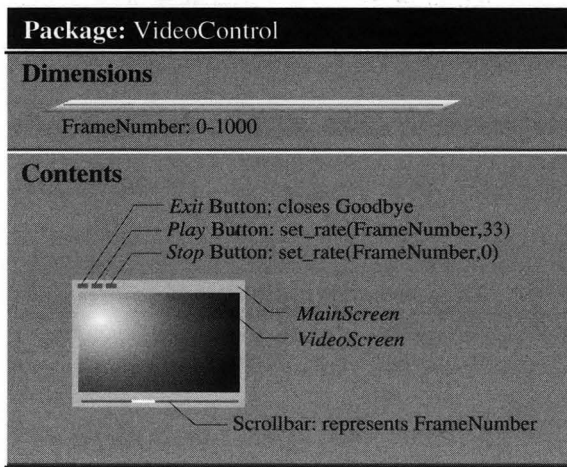 Package: VideoControl
Dimensions
FrameNumber: 0-1000
Contents
Exit Button: closes Goodbye
Play Button: set_rate(FrameNumber,33)
Stop Button: set_rate(FrameNumber,0)
MainScreen
VideoScreen
Scrollbar: represents FrameNumber